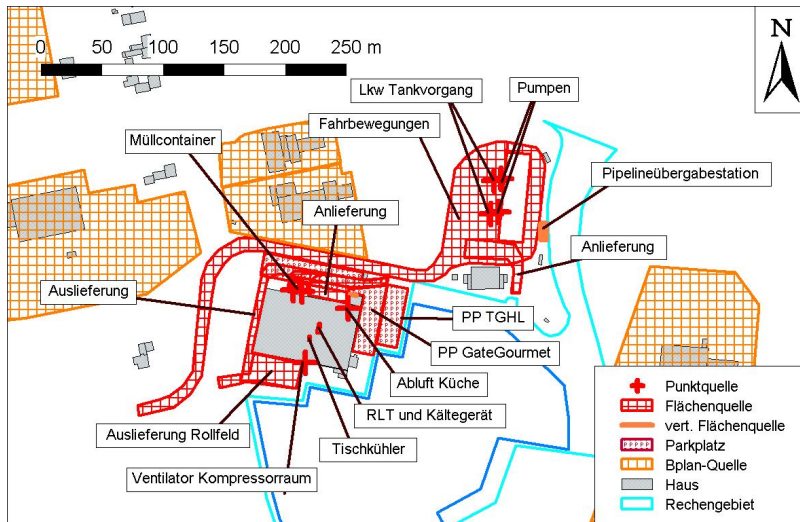 0 50 100 150 200 250 m
N
Lkw Tankvorgang
Pumpen
Fahrbewegungen
Müllcontainer
Pipelineübergabestation
Anlieferung
Anlieferung
Auslieferung
PP TGHL
PP GateGourmet
Abluft Küche
RLT und Kältegerät
Auslieferung Rollfeld
Tischkühler
Ventilator Kompressorraum
Punktquelle
Flächenquelle
vert. Flächenquelle
Parkplatz
Bplan-Quelle
Haus
Rechengebiet